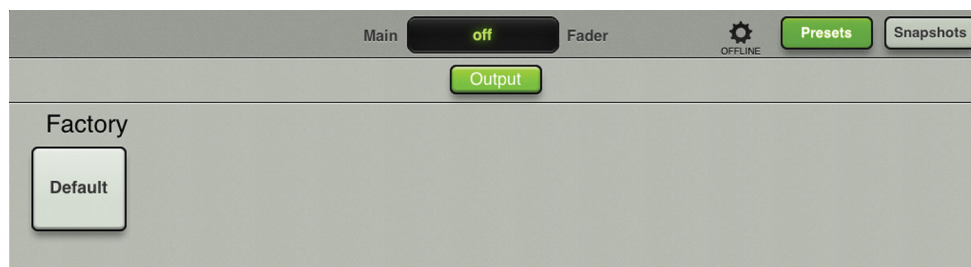 Main off Fader OFFLINE Presets Snapshots
Output
Factory
Default